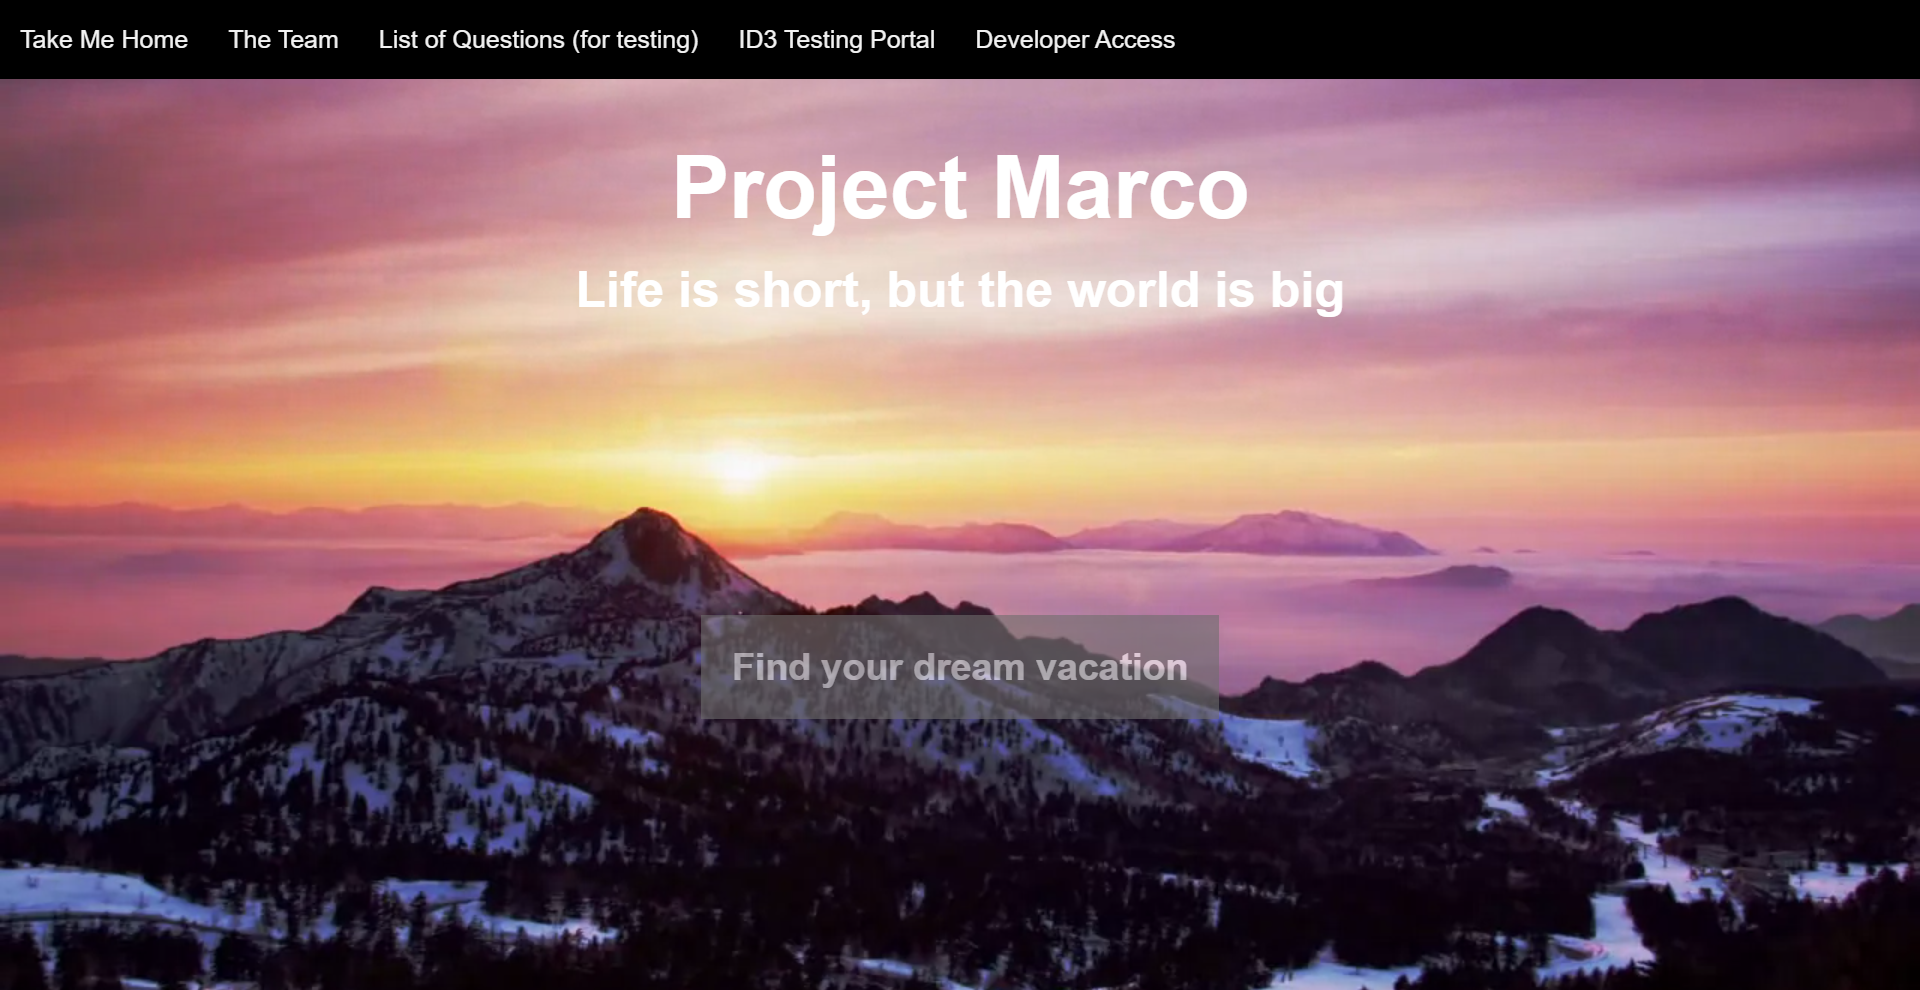 Take Me Home The Team List of Questions (for testing) ID3 Testing Portal Developer Access
Project Marco
Life is short, but the world is big
Find your dream vacation